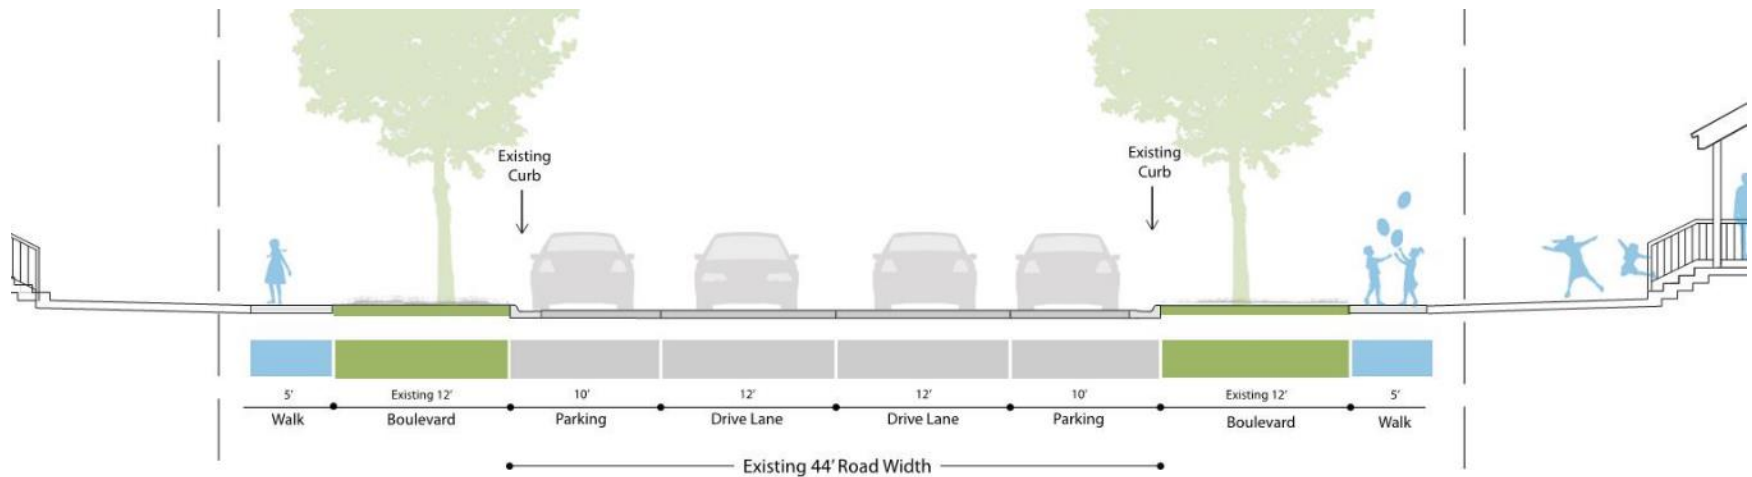 Existing
Curb
Existing
Curb
5’ Existing 12’ 10’ 12’ 12’ 10’ Existing 12’ 5’
Walk Boulevard Parking Drive Lane Drive Lane Parking Boulevard Walk
Existing 44’ Road Width